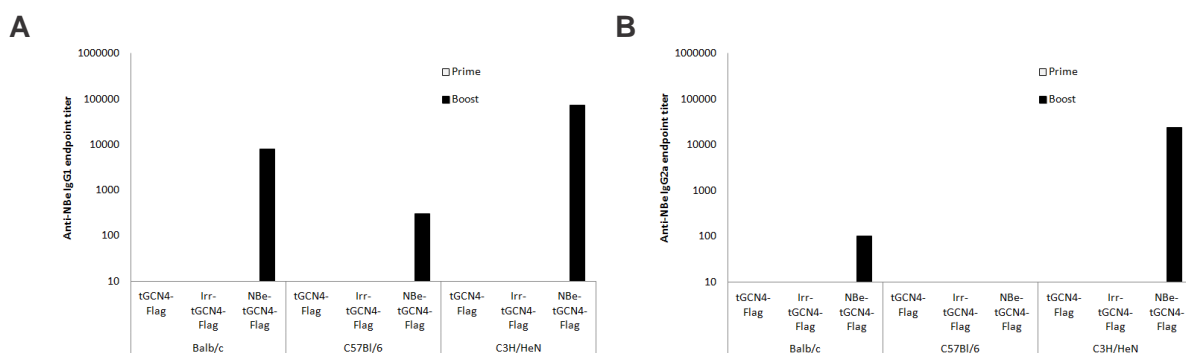 A
Anti-NBe IgG1 endpoint titer
1000000
100000
10000
1000
100
10
Prime
Boost
tGCN4- Irr- NBe- tGCN4- Irr- NBe- tGCN4- Irr- NBe-
Flag tGCN4- tGCN4- Flag tGCN4- tGCN4- Flag tGCN4- tGCN4-
Flag Flag Flag Flag Flag Flag
Balb/c C57Bl/6 C3H/HeN
B
Anti-NBe IgG2a endpoint titer
1000000
100000
10000
1000
100
10
Prime
Boost
tGCN4- Irr- NBe- tGCN4- Irr- NBe- tGCN4- Irr- NBe-
Flag tGCN4- tGCN4- Flag tGCN4- tGCN4- Flag tGCN4- tGCN4-
Flag Flag Flag Flag Flag Flag
Balb/c C57Bl/6 C3H/HeN